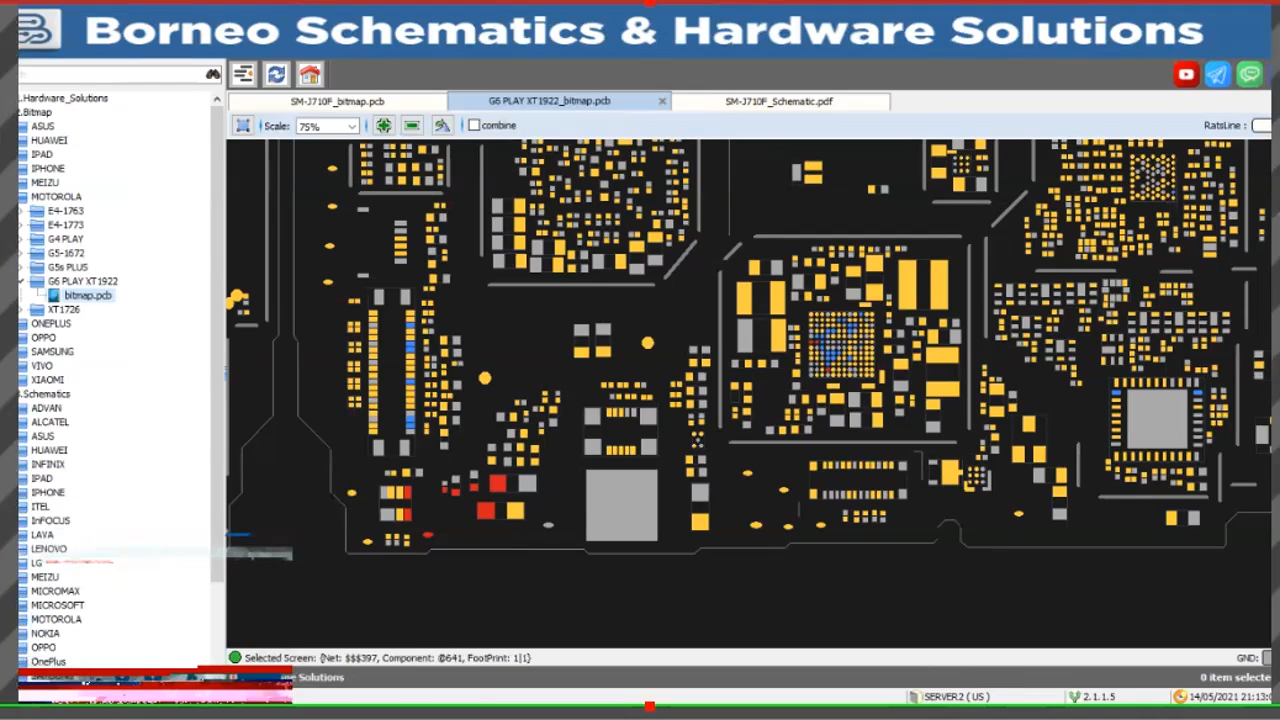 Borneo Schematics & Hardware Solutions
SM-J710F_bitmap.pcb
G6 PLAY XT1922_bitmap.pcb
SM-J710F_Schematic.pdf
Scale:
75%
combine
RatsLine :
.Hardware_Solutions
.Bitmap
ASUS
HUAWEI
IPAD
IPHONE
MEIZU
MOTOROLA
E4-1763
E4-1773
G4 PLAY
G5-1672
G5s PLUS
G6 PLAY XT1922
bitmap.pcb
XT1726
ONEPLUS
OPPO
SAMSUNG
VIVO
XIAOMI
.Schematics
ADVAN
ALCATEL
ASUS
HUAWEI
INFINIX
IPAD
IPHONE
ITEL
InFOCUS
LAVA
LENOVO
LG
MEIZU
MICROMAX
MICROSOFT
MOTOROLA
NOKIA
OPPO
OnePlus
Selected Screen: {Net: $$$397, Component: @641, FootPrint: 1|1}
GND:
Solutions
0 item selecte
SERVER2 ( US )
2.1.1.5
14/05/2021 21:13: